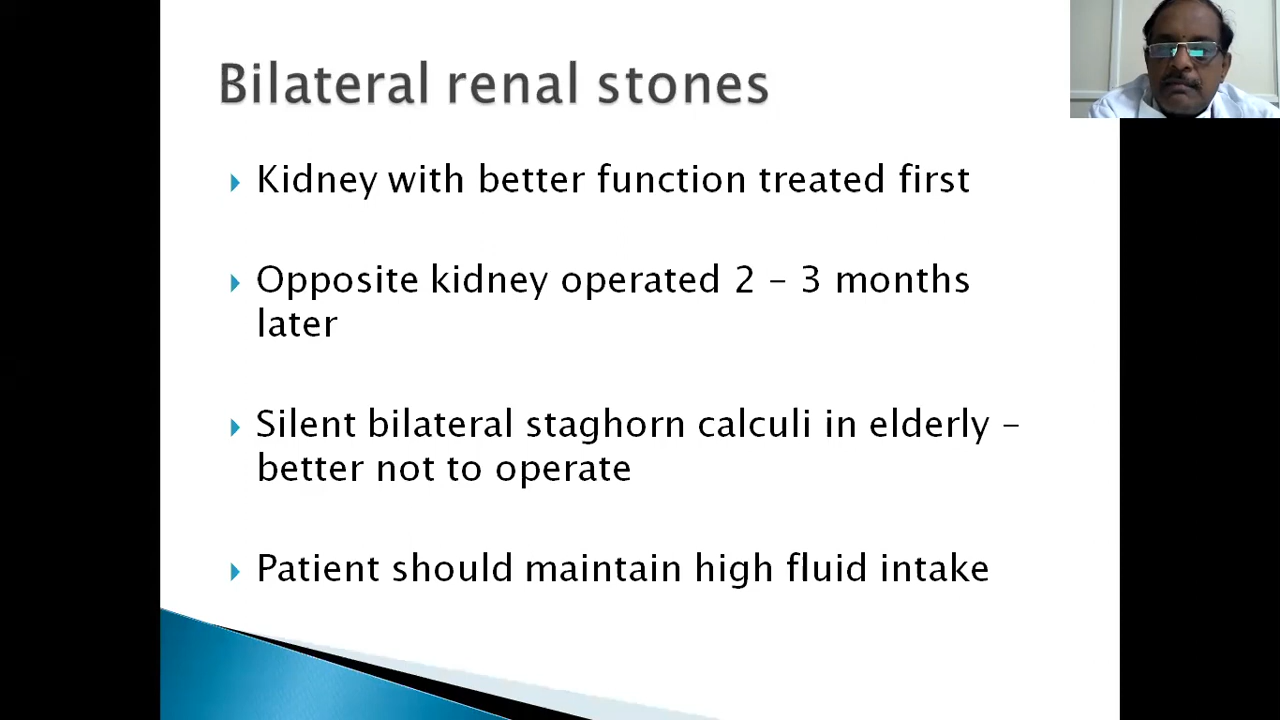 Bilateral renal stones
Kidney with better function treated first
Opposite kidney operated 2 – 3 months
later
Silent bilateral staghorn calculi in elderly –
better not to operate
Patient should maintain high fluid intake